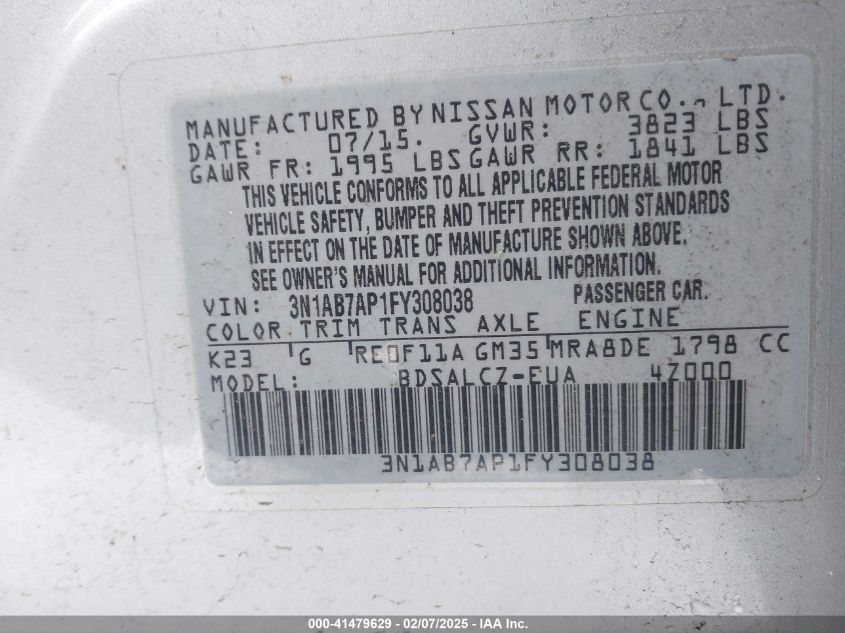 MANUFACTURED BY NISSAN MOTOR CO., LTD.
DATE: 07/15. GVWR: 3823 LBS
GAWR FR: 1995 LBS GAWR RR: 1841 LBS
THIS VEHICLE CONFORMS TO ALL APPLICABLE FEDERAL MOTOR
VEHICLE SAFETY, BUMPER AND THEFT PREVENTION STANDARDS
IN EFFECT ON THE DATE OF MANUFACTURE SHOWN ABOVE.
SEE OWNER'S MANUAL FOR ADDITIONAL INFORMATION.
VIN: 3N1AB7AP1FY308038 PASSENGER CAR.
COLOR TRIM TRANS AXLE ENGINE
K23 G RE0F11A GM35 MRA8DE 1798 CC
MODEL: BDSALCZ-EUA 4Z000
3N1AB7AP1FY308038
000-41479629 - 02/07/2025 - IAA Inc.